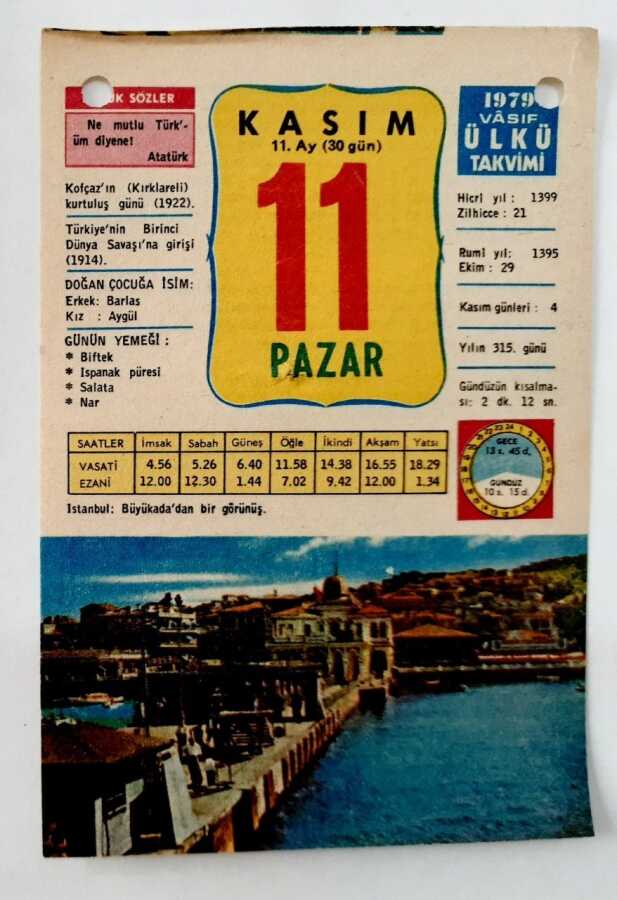 SÖZLER
Ne mutlu Türk'-
üm diyene!
Atatürk
Kofçaz'ın (Kırklareli)
kurtuluş günü (1922).
Türkiye'nin Birinci
Dünya Savaşı'na girişi
(1914).
DOĞAN ÇOCUĞA İSİM:
Erkek: Barlas
Kız : Aygül
GÜNÜN YEMEĞİ :
* Biftek
* Ispanak püresi
* Salata
* Nar
KASIM
11. Ay (30 gün)
11
PAZAR
1979
VÂSIF
ÜLKÜ
TAKVİMİ
Hicri yıl : 1399
Zilhicce : 21
Rumi yıl: 1395
Ekim : 29
Kasım günleri : 4
Yılın 315. günü
Gündüzün kısalma-
sı: 2 dk. 12 sn.
SAATLER İmsak Sabah Güneş Öğle İkindi Akşam Yatsı
VASATİ 4.56 5.26 6.40 11.58 14.38 16.55 18.29
EZANİ 12.00 12.30 1.44 7.02 9.42 12.00 1.34
GECE
13 s. 45 d.
GÜNDÜZ
10 s. 15 d.
Istanbul: Büyükada'dan bir görünüş.